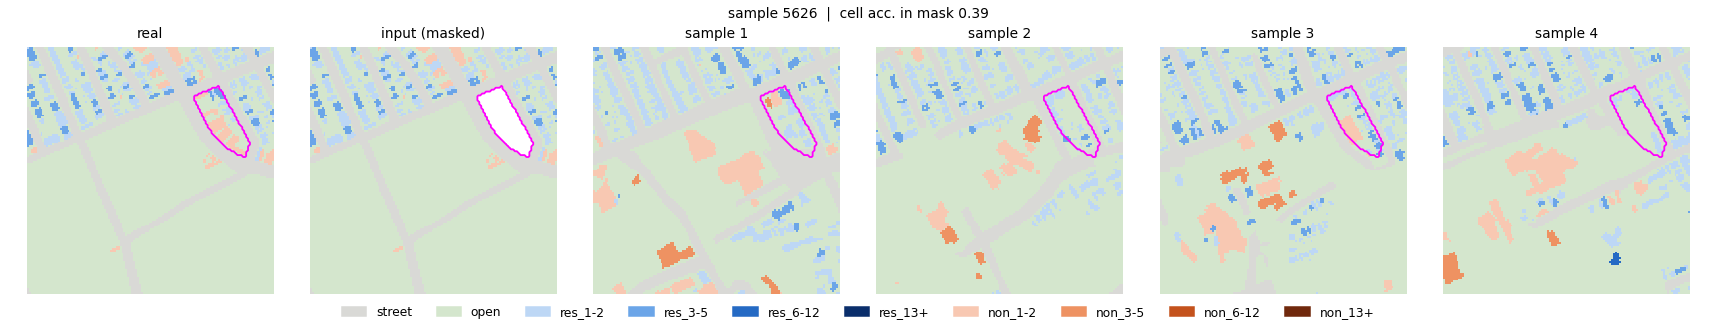 sample 5626  |  cell acc. in mask 0.39
real
input (masked)
sample 1
sample 2
sample 3
sample 4
street
open
res_1-2
res_3-5
res_6-12
res_13+
non_1-2
non_3-5
non_6-12
non_13+